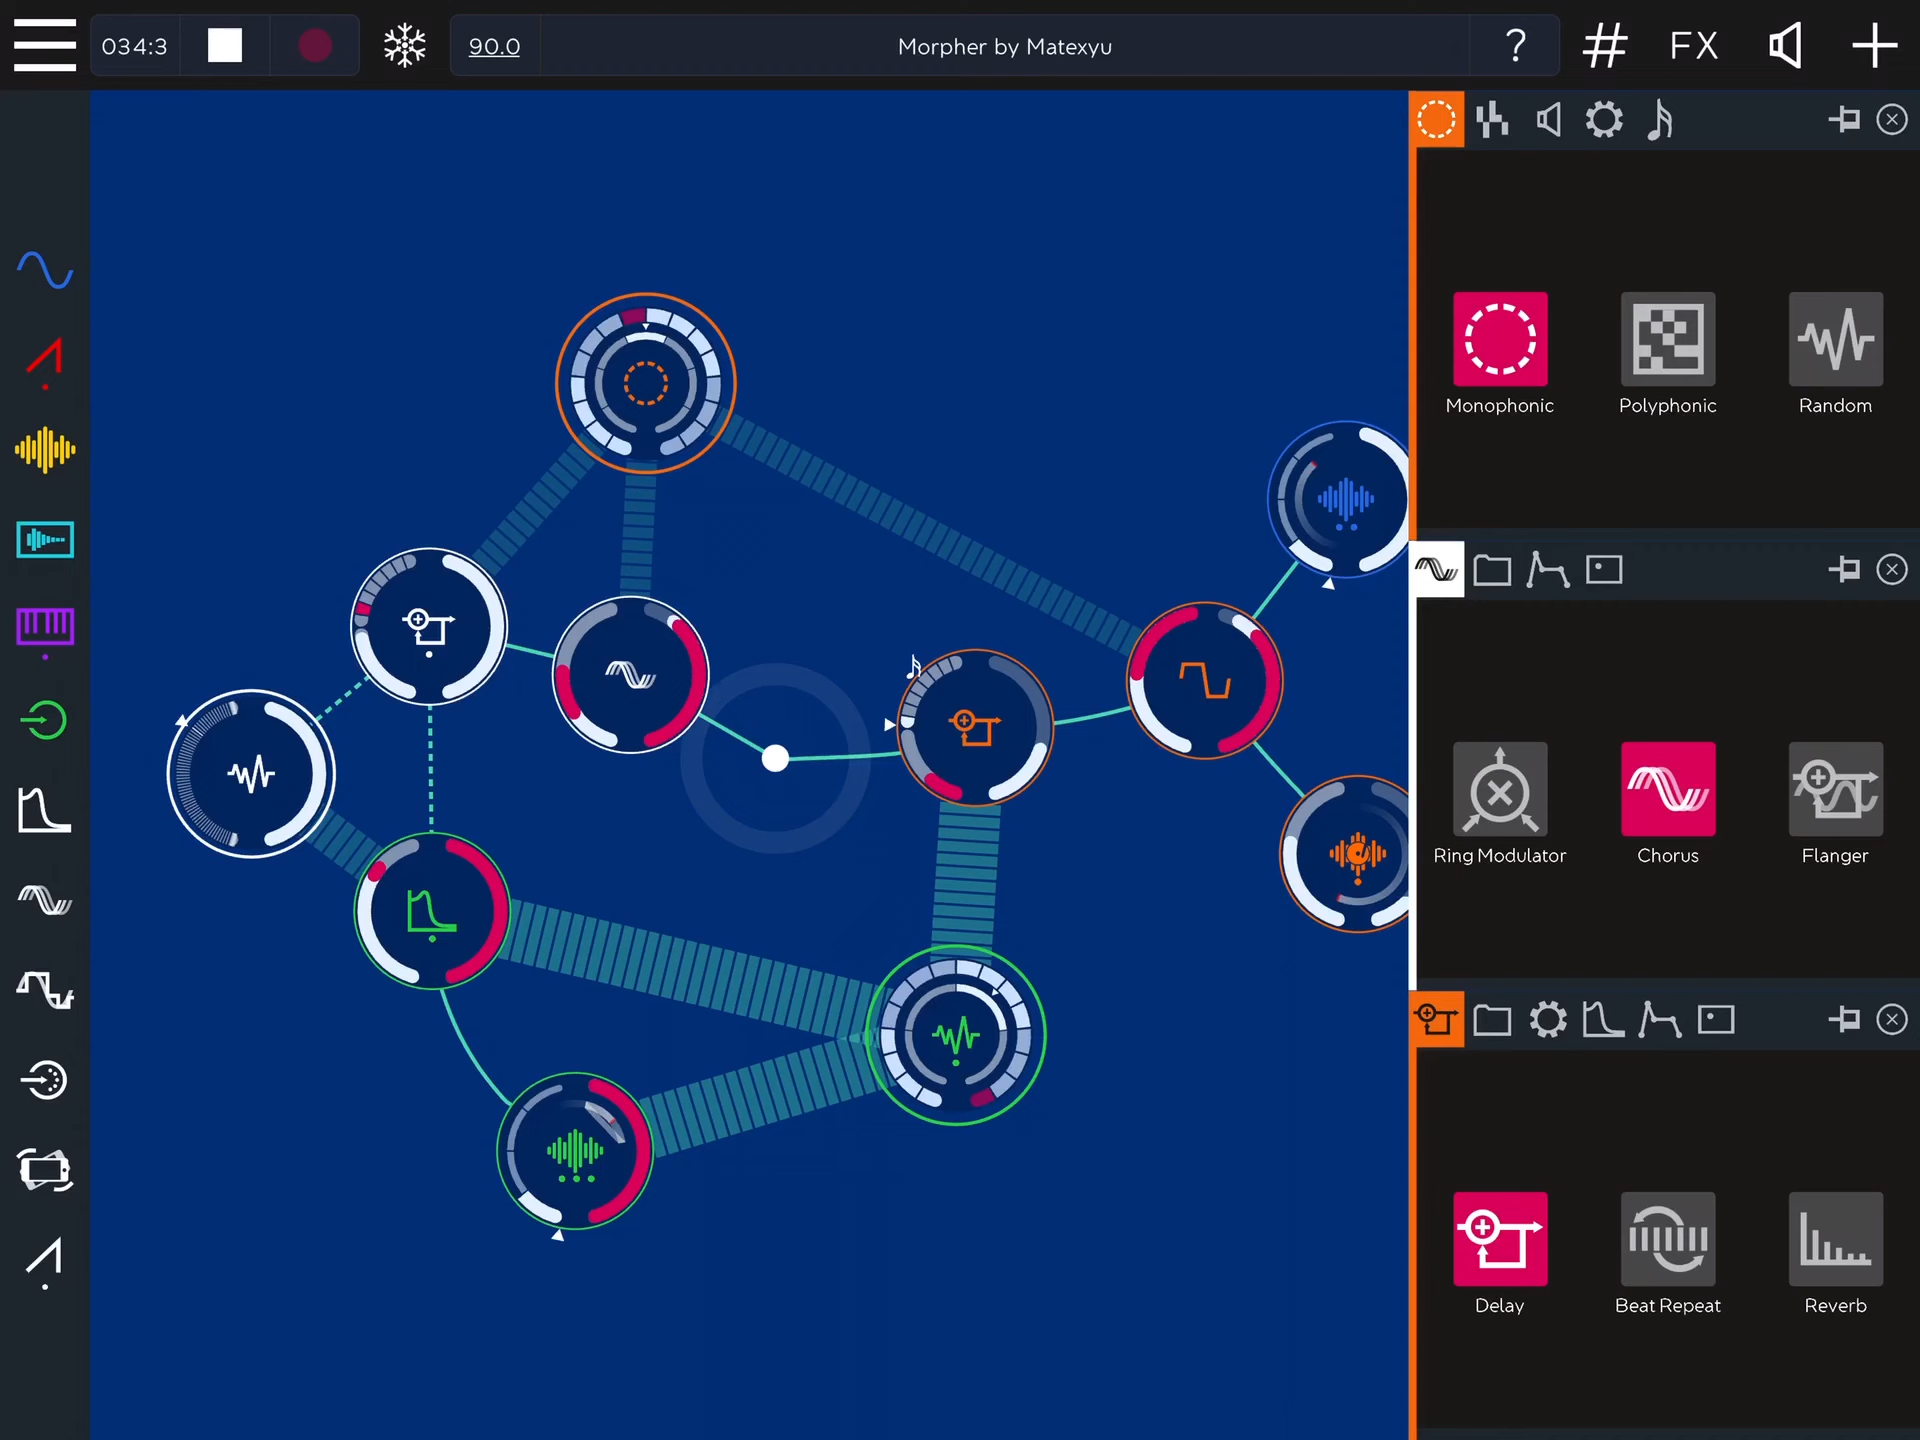 034:3
90.0
Morpher by Matexyu
?
#
FX
Monophonic
Polyphonic
Random
Ring Modulator
Chorus
Flanger
Delay
Beat Repeat
Reverb